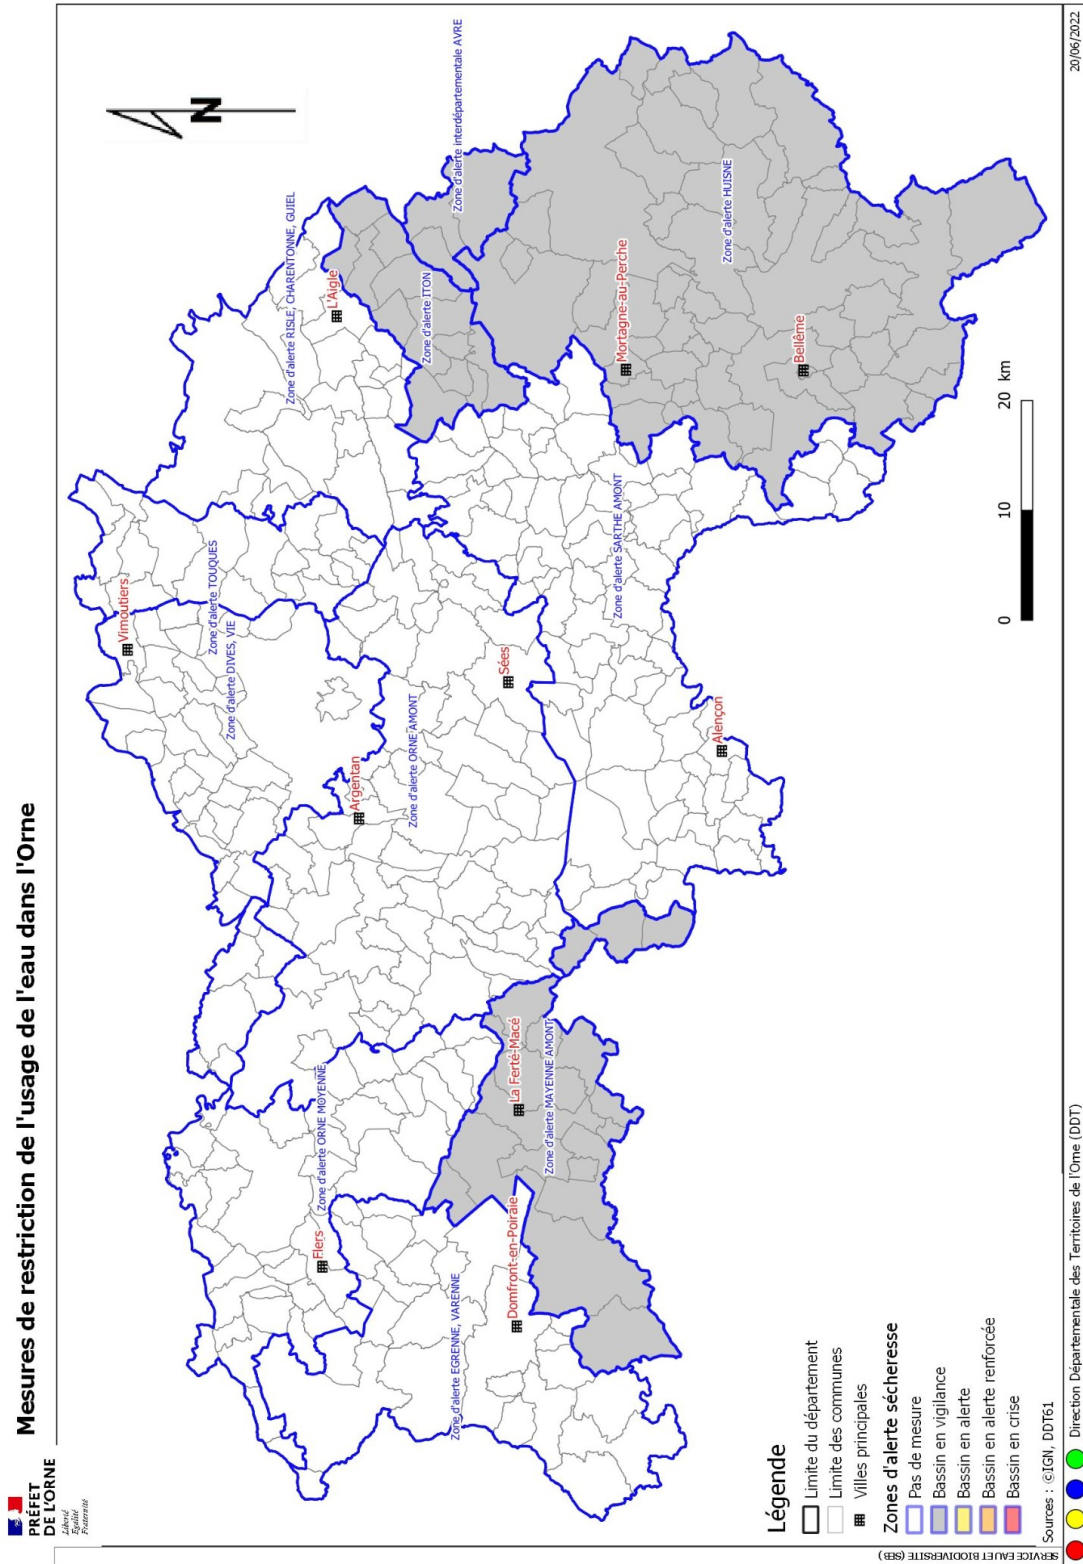 PRÉFET
DE L'ORNE
Liberté
Égalité
Fraternité
Mesures de restriction de l'usage de l'eau dans l'Orne
N
Vimoutiers
Zone d'alerte TOUQUES
Zone d'alerte DIVES, VIE
Zone d'alerte RISLE, CHARENTONNE, GUIEL
L'Aigle
Zone d'alerte ITON
Zone d'alerte interdépartementale AVRE
Argentan
Zone d'alerte ORNE AMONT
Sées
Flers
Zone d'alerte ORNE MOYENNE
Zone d'alerte EGRENNE, VARENNE
Domfront-en-Poiraie
La Ferté-Macé
Zone d'alerte MAYENNE AMONT
Zone d'alerte SARTHE AMONT
Alençon
Mortagne-au-Perche
Zone d'alerte HUISNE
Bellême
0 10 20 km
Légende
Limite du département
Limite des communes
Villes principales
Zones d'alerte sécheresse
Pas de mesure
Bassin en vigilance
Bassin en alerte
Bassin en alerte renforcée
Bassin en crise
Sources : ©IGN, DDT61
SERVICE EAU ET BIODIVERSITE (SEB)
Direction Départementale des Territoires de l'Orne (DDT)
20/06/2022